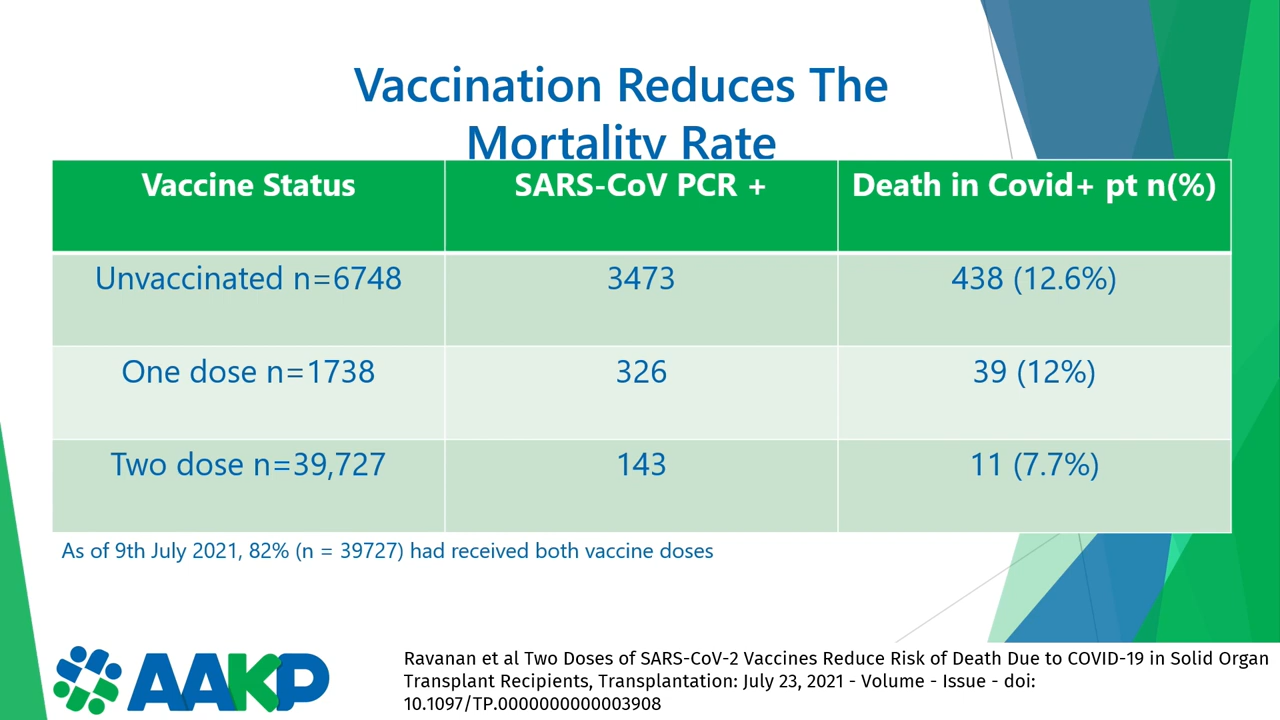 Vaccination Reduces The
Mortality Rate
Vaccine Status SARS-CoV PCR + Death in Covid+ pt n(%)
Unvaccinated n=6748 3473 438 (12.6%)
One dose n=1738 326 39 (12%)
Two dose n=39,727 143 11 (7.7%)
As of 9th July 2021, 82% (n = 39727) had received both vaccine doses
AAKP
Ravanan et al Two Doses of SARS-CoV-2 Vaccines Reduce Risk of Death Due to COVID-19 in Solid Organ
Transplant Recipients, Transplantation: July 23, 2021 - Volume - Issue - doi:
10.1097/TP.0000000000003908